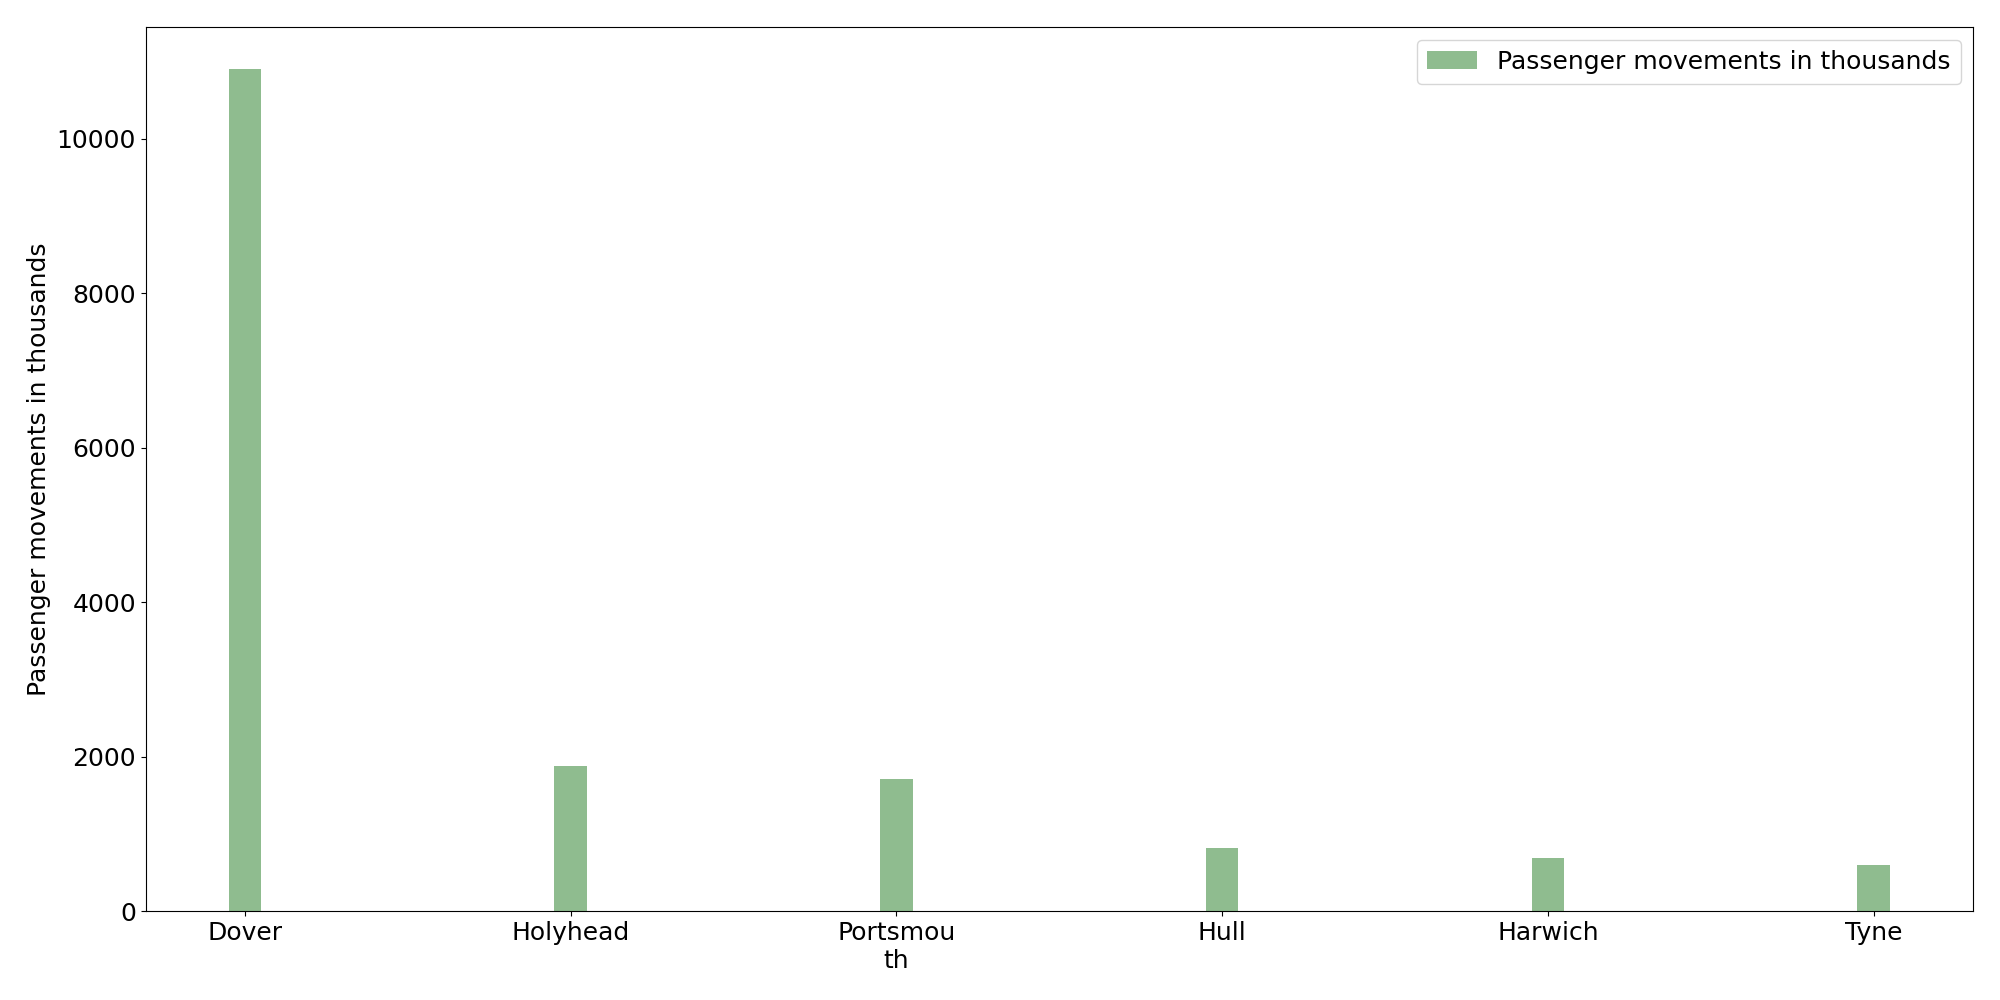 Passenger movements in thousands
Passenger movements in thousands
10000
8000
6000
4000
2000
0
Dover
Holyhead
Portsmou
th
Hull
Harwich
Tyne